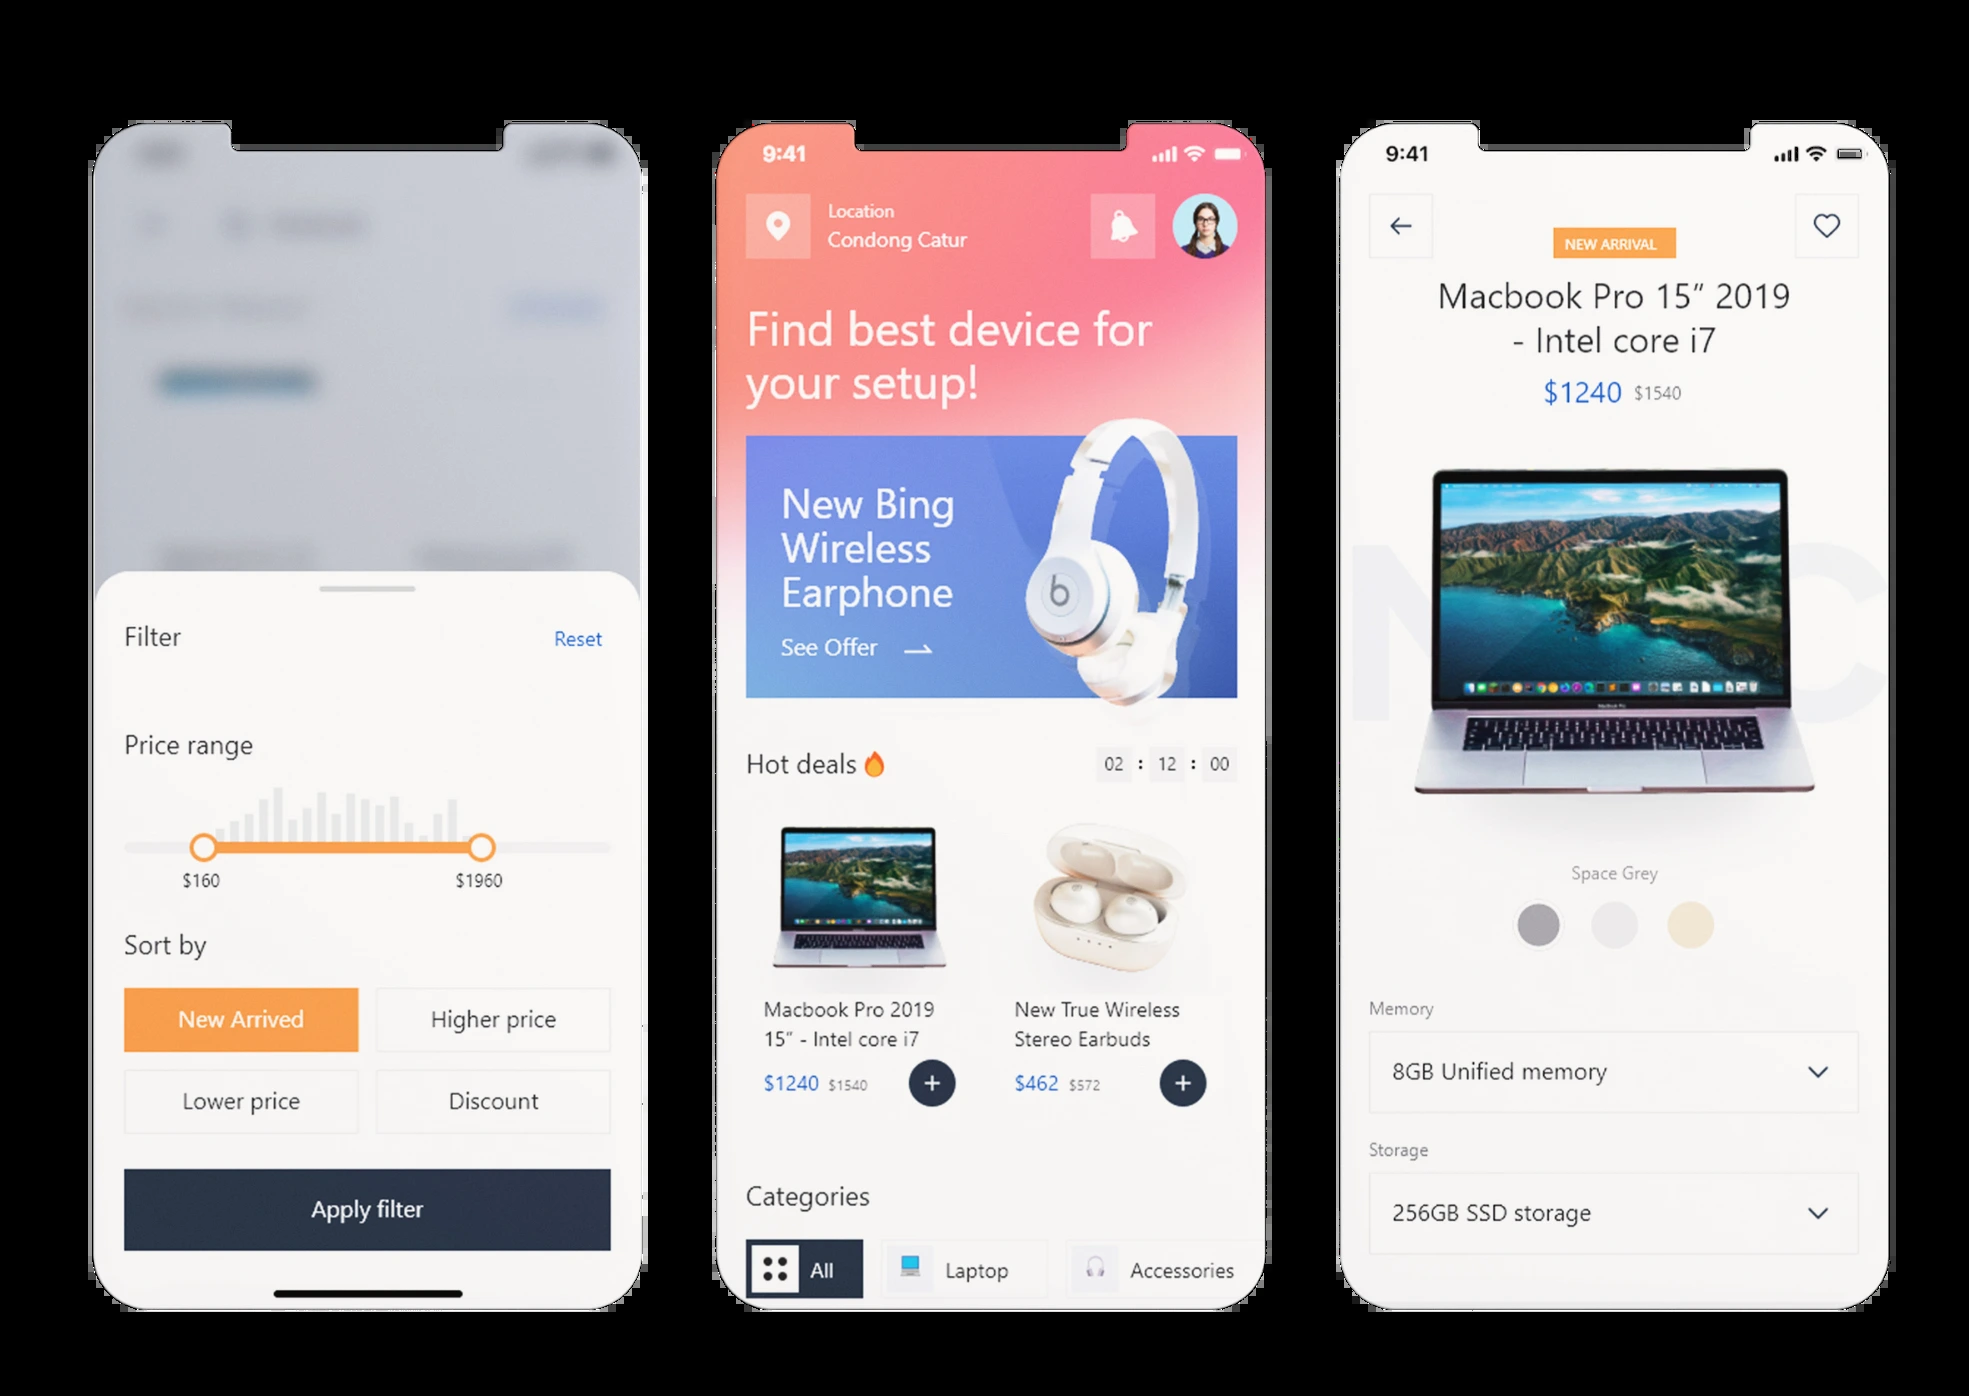 Filter
Reset
Price range
$160
$1960
Sort by
New Arrived
Higher price
Lower price
Discount
Apply filter
9:41
Location
Condong Catur
Find best device for
your setup!
New Bing
Wireless
Earphone
See Offer
Hot deals
02 : 12 : 00
Macbook Pro 2019
15” - Intel core i7
$1240 $1540
New True Wireless
Stereo Earbuds
$462 $572
Categories
All
Laptop
Accessories
9:41
NEW ARRIVAL
Macbook Pro 15” 2019
- Intel core i7
$1240 $1540
Space Grey
Memory
8GB Unified memory
Storage
256GB SSD storage